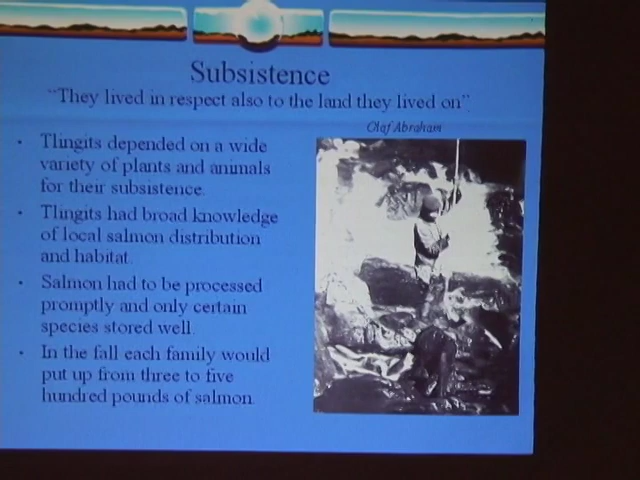 Subsistence
"They lived in respect also to the land they lived on".
Olaf Abraham
• Tlingits depended on a wide
variety of plants and animals
for their subsistence.
• Tlingits had broad knowledge
of local salmon distribution
and habitat.
• Salmon had to be processed
promptly and only certain
species stored well.
• In the fall each family would
put up from three to five
hundred pounds of salmon.